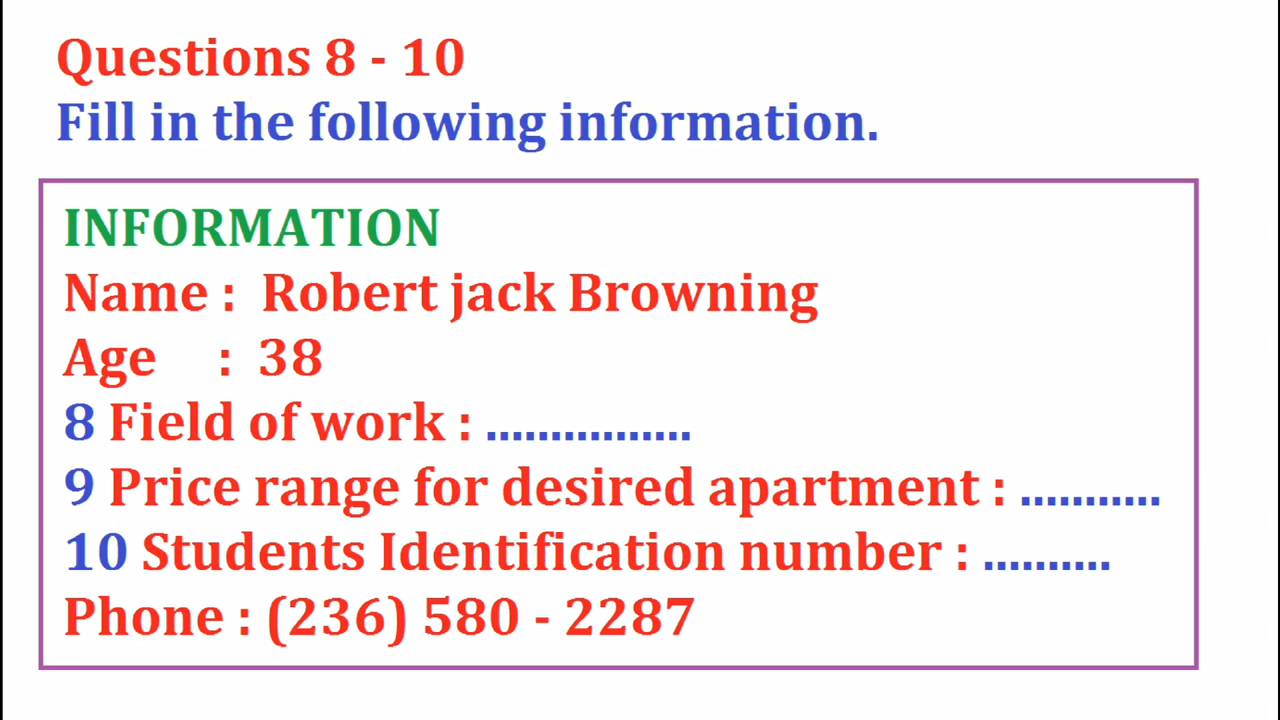 Questions 8 - 10
Fill in the following information.
INFORMATION
Name : Robert jack Browning
Age : 38
8 Field of work : ................
9 Price range for desired apartment : ...........
10 Students Identification number : ..........
Phone : (236) 580 - 2287